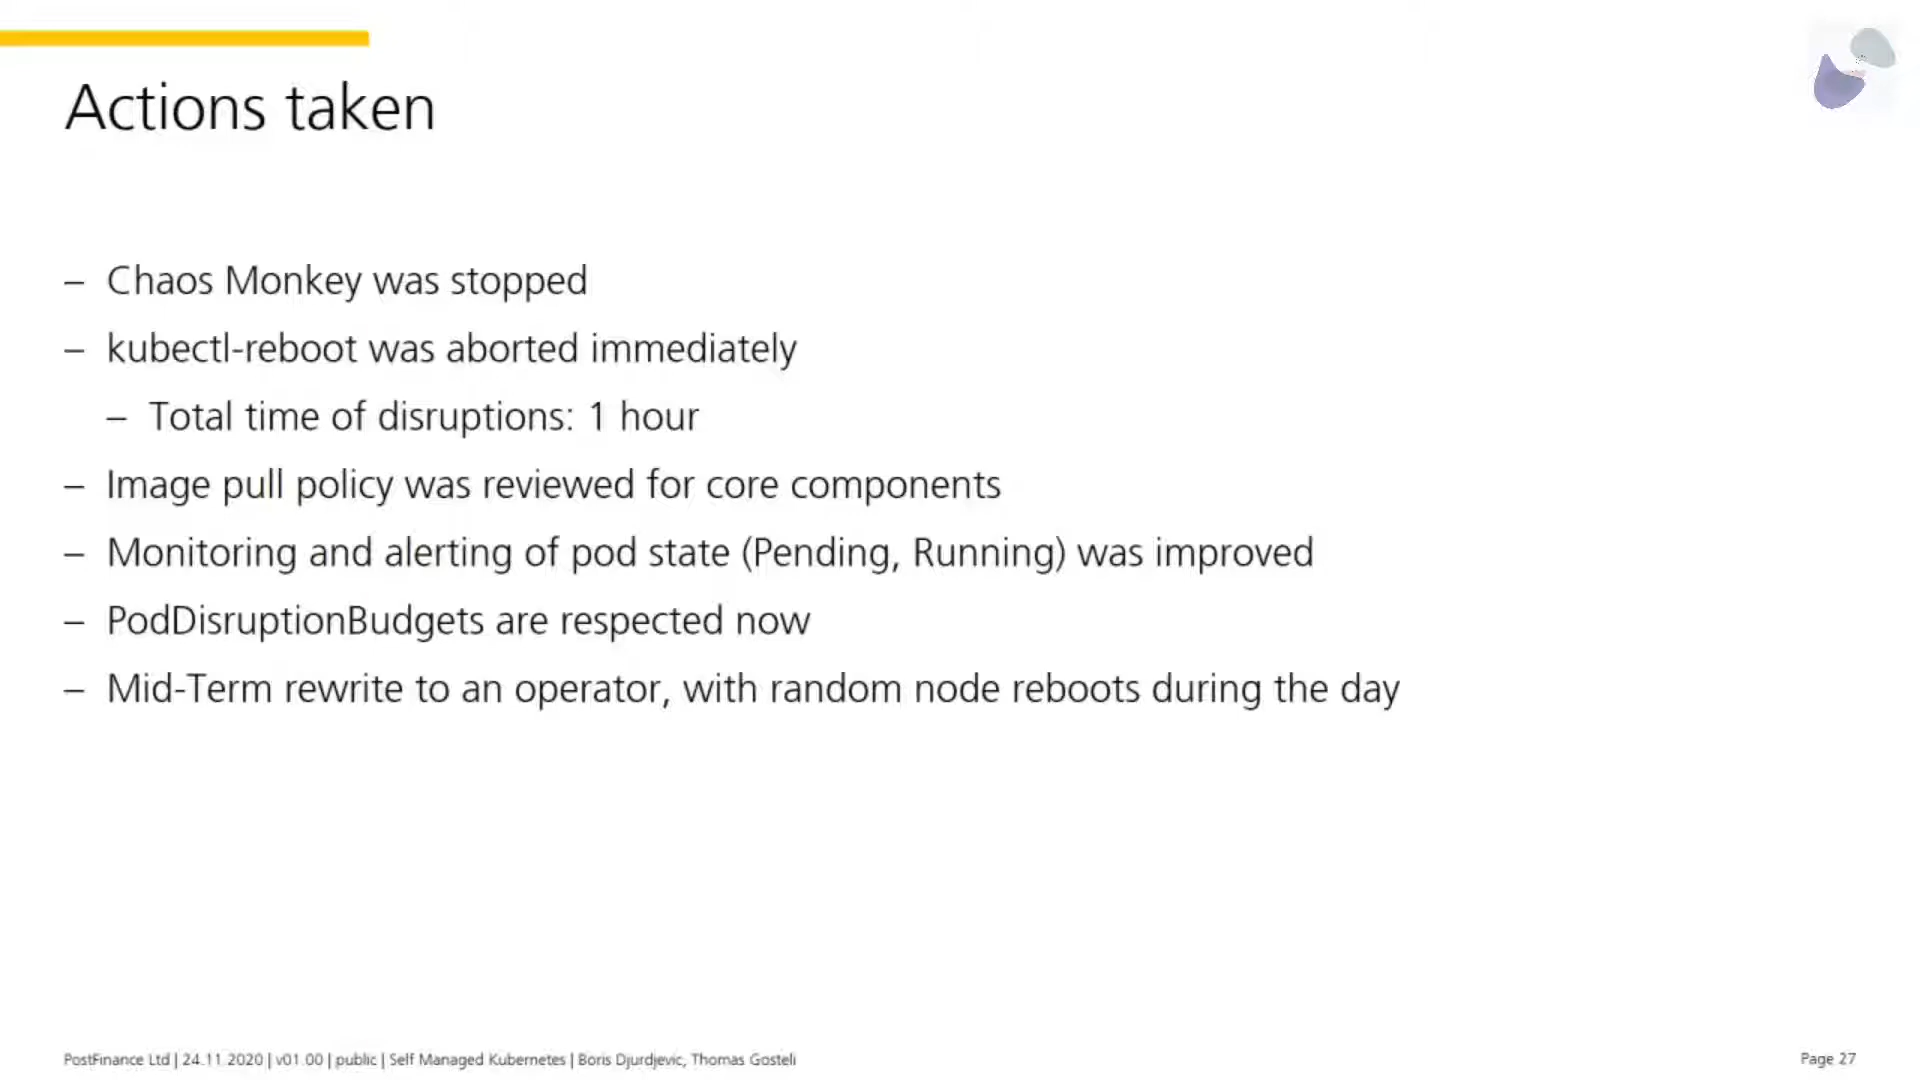 Actions taken
– Chaos Monkey was stopped
– kubectl-reboot was aborted immediately
– Total time of disruptions: 1 hour
– Image pull policy was reviewed for core components
– Monitoring and alerting of pod state (Pending, Running) was improved
– PodDisruptionBudgets are respected now
– Mid-Term rewrite to an operator, with random node reboots during the day
PostFinance Ltd | 24.11.2020 | v01.00 | public | Self Managed Kubernetes | Boris Djurdjevic, Thomas Gosteli
Page 27